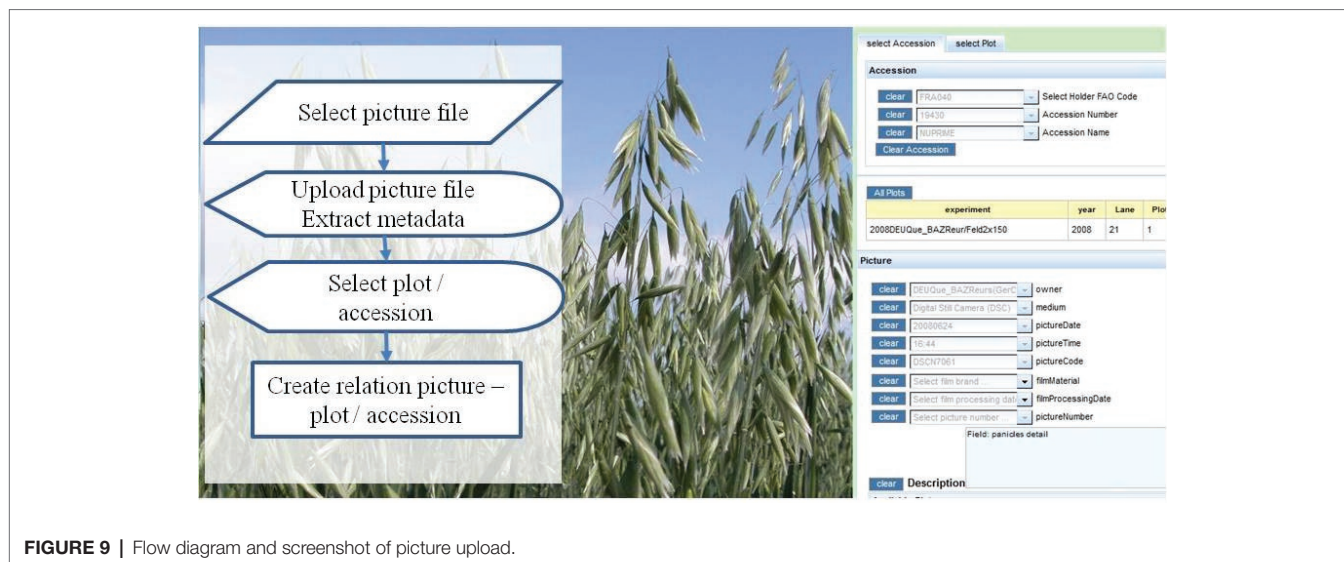 Select picture file
Upload picture file
Extract metadata
Select plot /
accession
Create relation picture –
plot / accession
select Accession select Plot
Accession
clear FRA040 Select Holder FAO Code
clear 19430 Accession Number
clear NUPRIME Accession Name
Clear Accession
All Plots
experiment year Lane Plot
2008DEUQue_BAZReur/Feld2x150 2008 21 1
Picture
clear DEUQue_BAZReurs(GerC owner
clear Digital Still Camera (DSC) medium
clear 20080624 pictureDate
clear 16:44 pictureTime
clear DSCN7061 pictureCode
clear Select film brand ... filmMaterial
clear Select film processing date filmProcessingDate
clear Select picture number ... pictureNumber
Field: panicles detail
clear Description
FIGURE 9 | Flow diagram and screenshot of picture upload.